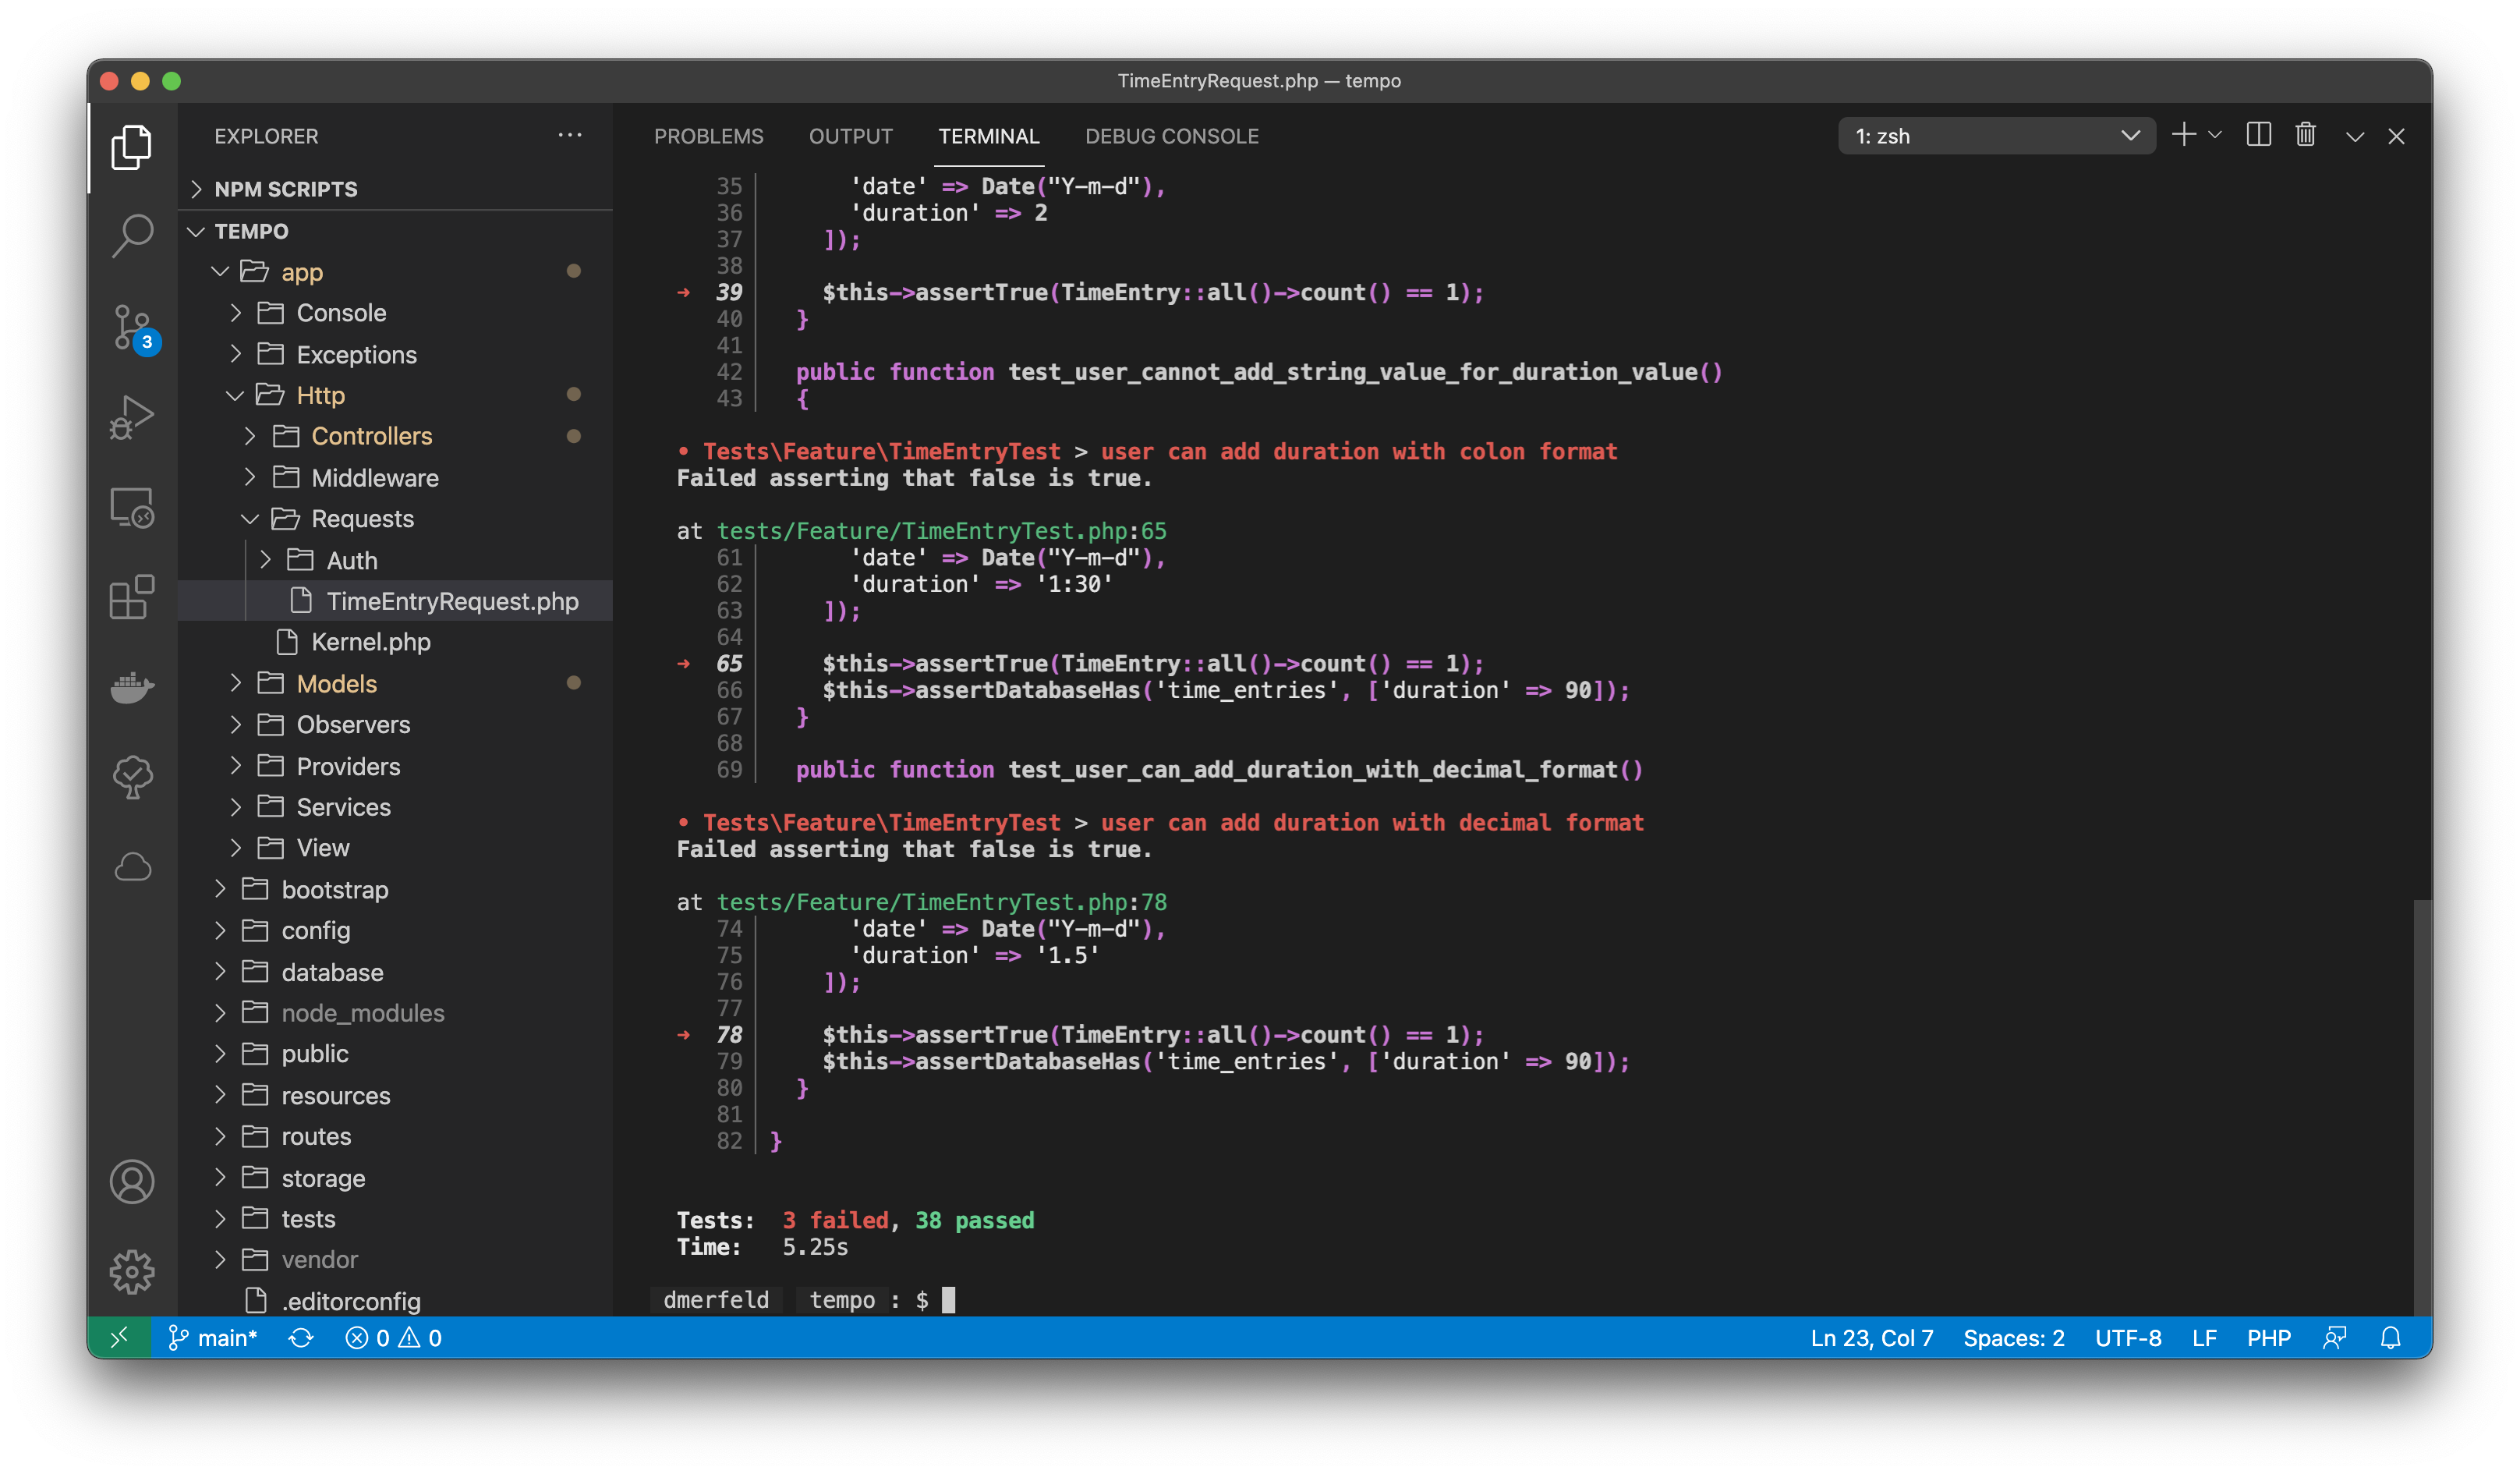 TimeEntryRequest.php — tempo
EXPLORER
NPM SCRIPTS
TEMPO
app
Console
Exceptions
Http
Controllers
Middleware
Requests
Auth
TimeEntryRequest.php
Kernel.php
Models
Observers
Providers
Services
View
bootstrap
config
database
node_modules
public
resources
routes
storage
tests
vendor
.editorconfig
3
PROBLEMS OUTPUT TERMINAL DEBUG CONSOLE
1: zsh
35 'date' => Date("Y-m-d"),
36 'duration' => 2
37 ]);
38
➜ 39 $this->assertTrue(TimeEntry::all()->count() == 1);
40 }
41
42 public function test_user_cannot_add_string_value_for_duration_value()
43 {
• Tests\Feature\TimeEntryTest > user can add duration with colon format
Failed asserting that false is true.
at tests/Feature/TimeEntryTest.php:65
61 'date' => Date("Y-m-d"),
62 'duration' => '1:30'
63 ]);
64
➜ 65 $this->assertTrue(TimeEntry::all()->count() == 1);
66 $this->assertDatabaseHas('time_entries', ['duration' => 90]);
67 }
68
69 public function test_user_can_add_duration_with_decimal_format()
• Tests\Feature\TimeEntryTest > user can add duration with decimal format
Failed asserting that false is true.
at tests/Feature/TimeEntryTest.php:78
74 'date' => Date("Y-m-d"),
75 'duration' => '1.5'
76 ]);
77
➜ 78 $this->assertTrue(TimeEntry::all()->count() == 1);
79 $this->assertDatabaseHas('time_entries', ['duration' => 90]);
80 }
81
82 }
Tests: 3 failed, 38 passed
Time: 5.25s
dmerfeld tempo : $
main* 0 0 Ln 23, Col 7 Spaces: 2 UTF-8 LF PHP